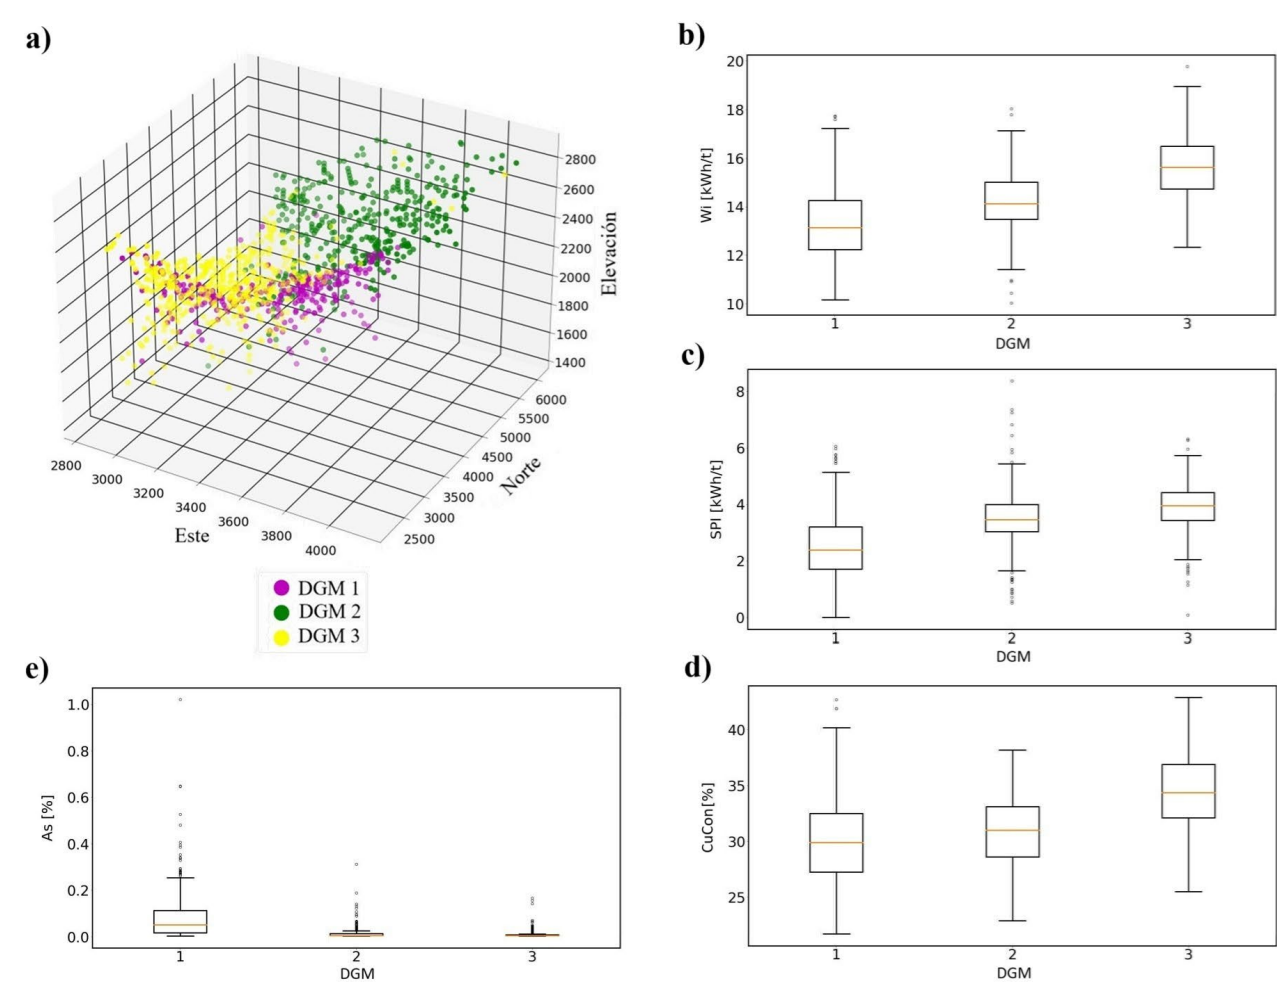 a)
2800
2600
2400
2200
2000
1800
1600
1400
Elevación
6000
5500
5000
4500
4000
3500
3000
2500
Norte
2800
3000
3200
3400
3600
3800
4000
Este
DGM 1
DGM 2
DGM 3
b)
20
18
16
14
12
10
Wi [kWh/t]
1 2 3
DGM
c)
8
6
4
2
0
SPI [kWh/t]
1 2 3
DGM
e)
1.0
0.8
0.6
0.4
0.2
0.0
As [%]
1 2 3
DGM
d)
40
35
30
25
CuCon[%]
1 2 3
DGM